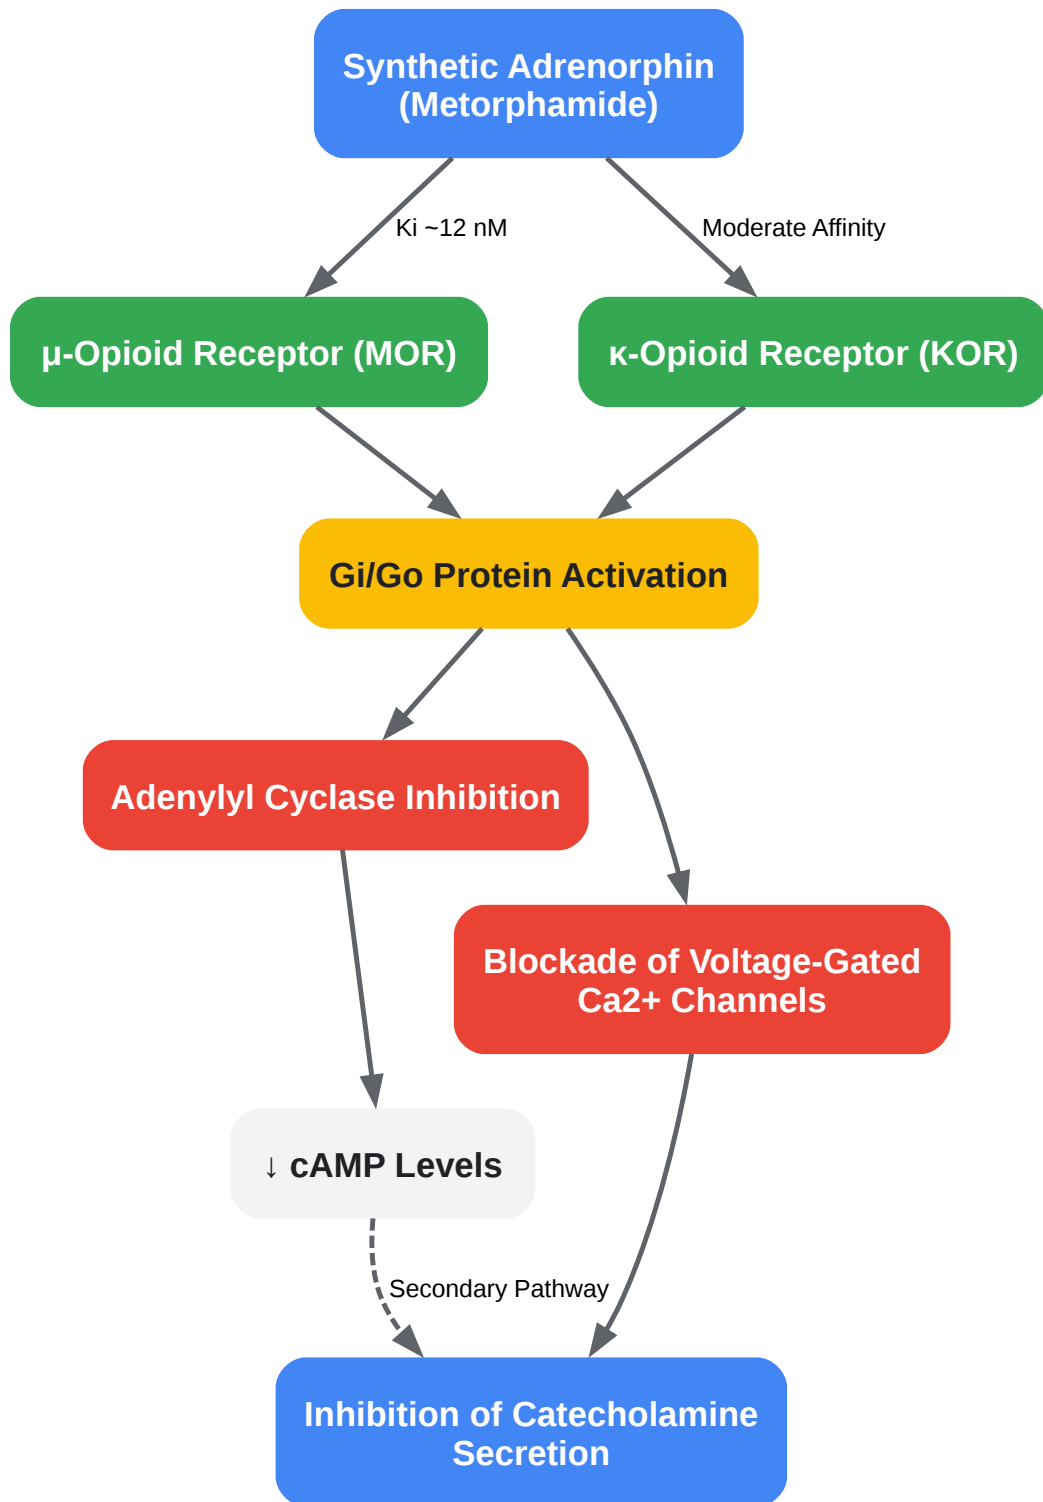 Synthetic Adrenorphin
(Metorphamide)
Ki ~12 nM
Moderate Affinity
μ-Opioid Receptor (MOR)
κ-Opioid Receptor (KOR)
Gi/Go Protein Activation
Adenylyl Cyclase Inhibition
Blockade of Voltage-Gated
Ca2+ Channels
↓ cAMP Levels
Secondary Pathway
Inhibition of Catecholamine
Secretion